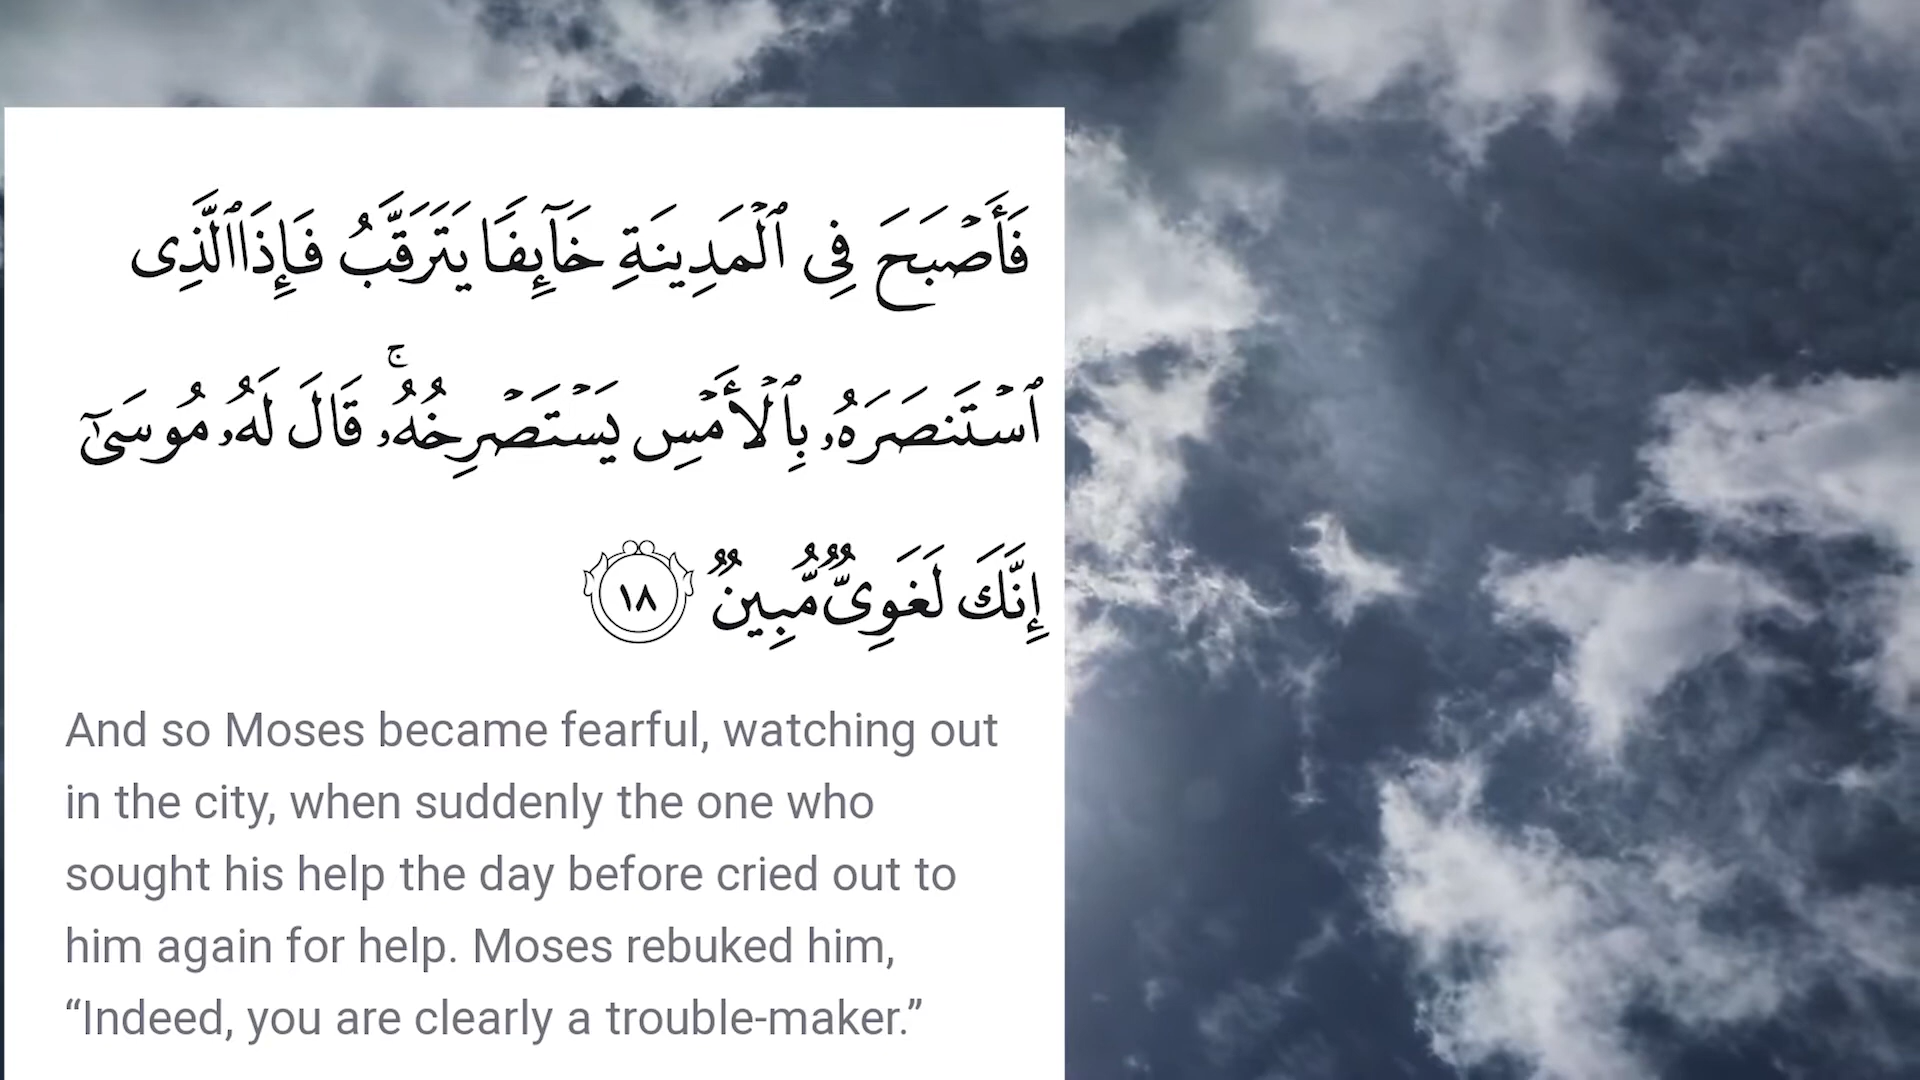 فَأَصْبَحَ فِى ٱلْمَدِينَةِ خَآئِفًا يَتَرَقَّبُ فَإِذَا ٱلَّذِى
ٱسْتَنصَرَهُۥ بِٱلْأَمْسِ يَسْتَصْرِخُهُۥ ۚ قَالَ لَهُۥ مُوسَىٰٓ
إِنَّكَ لَغَوِىٌّ مُّبِينٌ ١٨
And so Moses became fearful, watching out
in the city, when suddenly the one who
sought his help the day before cried out to
him again for help. Moses rebuked him,
“Indeed, you are clearly a trouble-maker.”